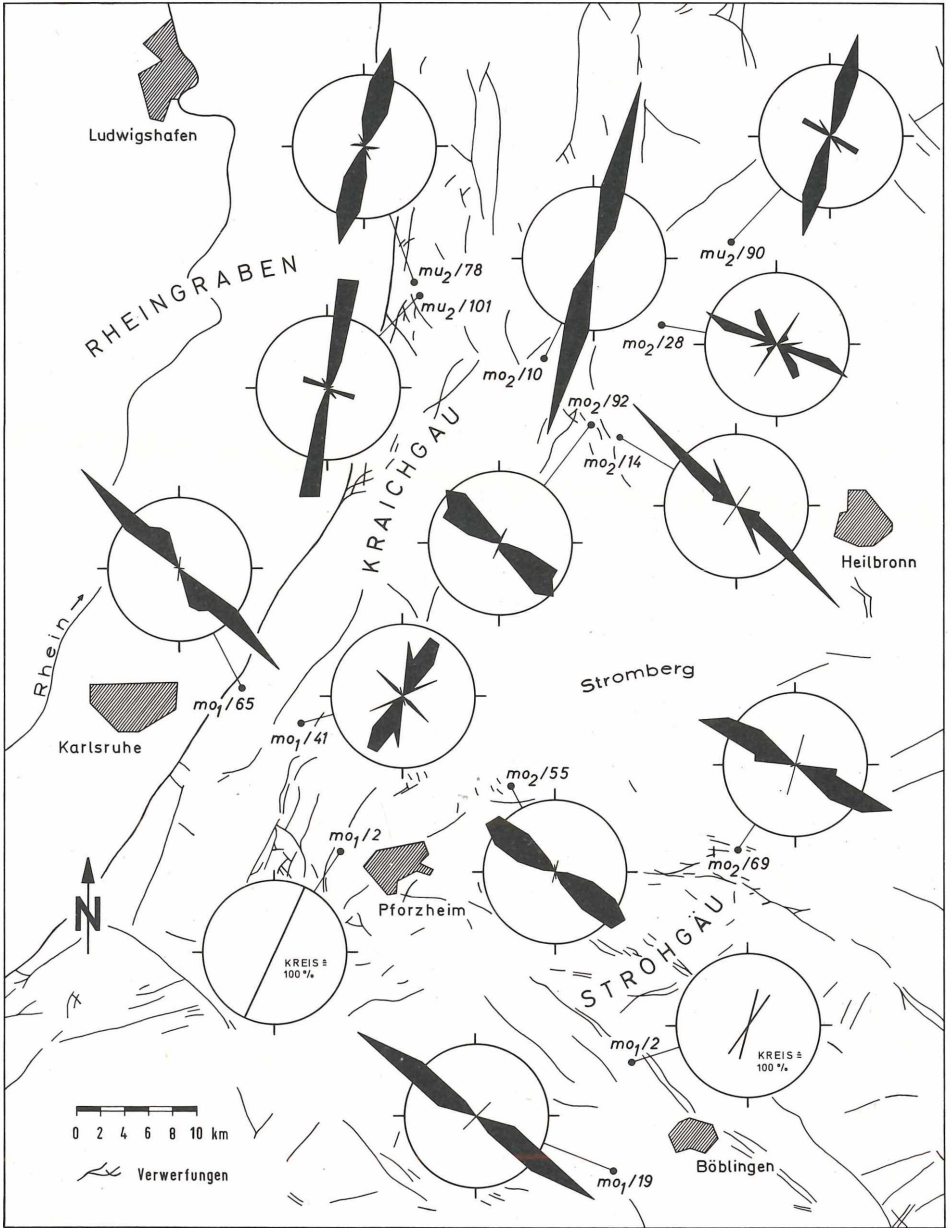 Ludwigshafen
RHEINGRABEN
mu2/78
mu2/101
mu2/90
mo2/10
mo2/28
mo2/92
mo2/14
KRAICHGÄU
Heilbronn
Rhein →
Stromberg
mo1/65
Karlsruhe
mo1/41
mo2/55
mo1/2
mo2/69
Pforzheim
N
KREIS ≙
100 %
STROHGÄU
mo1/2
KREIS ≙
100 %
0 2 4 6 8 10 km
Verwerfungen
Böblingen
mo1/19